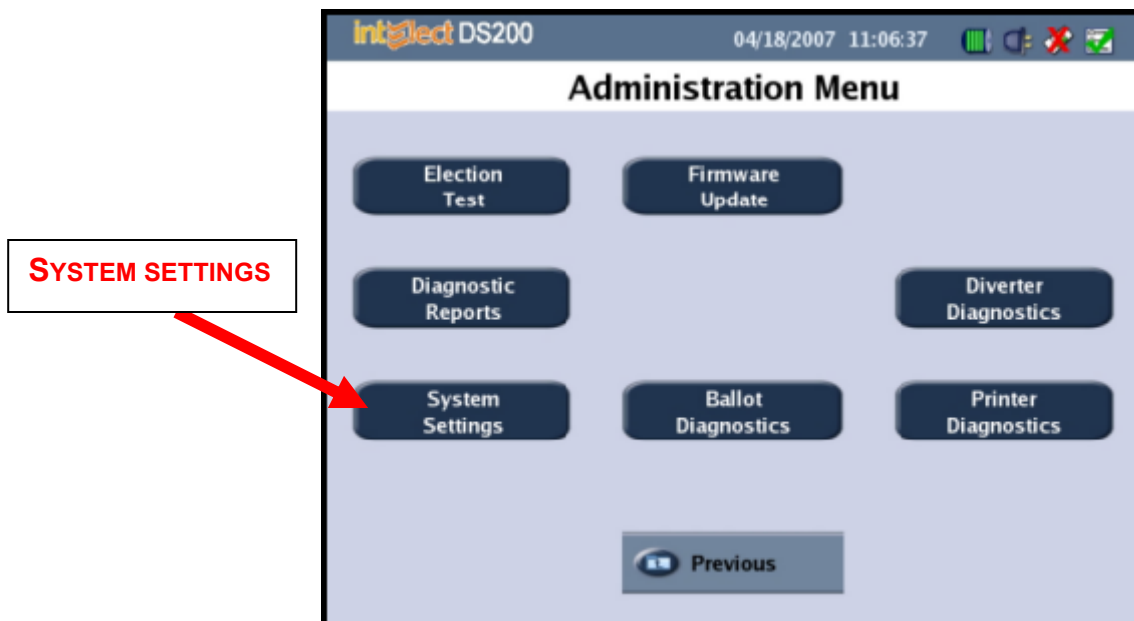 intElect DS200
04/18/2007 11:06:37
Administration Menu
Election
Test
Firmware
Update
SYSTEM SETTINGS
Diagnostic
Reports
Diverter
Diagnostics
System
Settings
Ballot
Diagnostics
Printer
Diagnostics
Previous